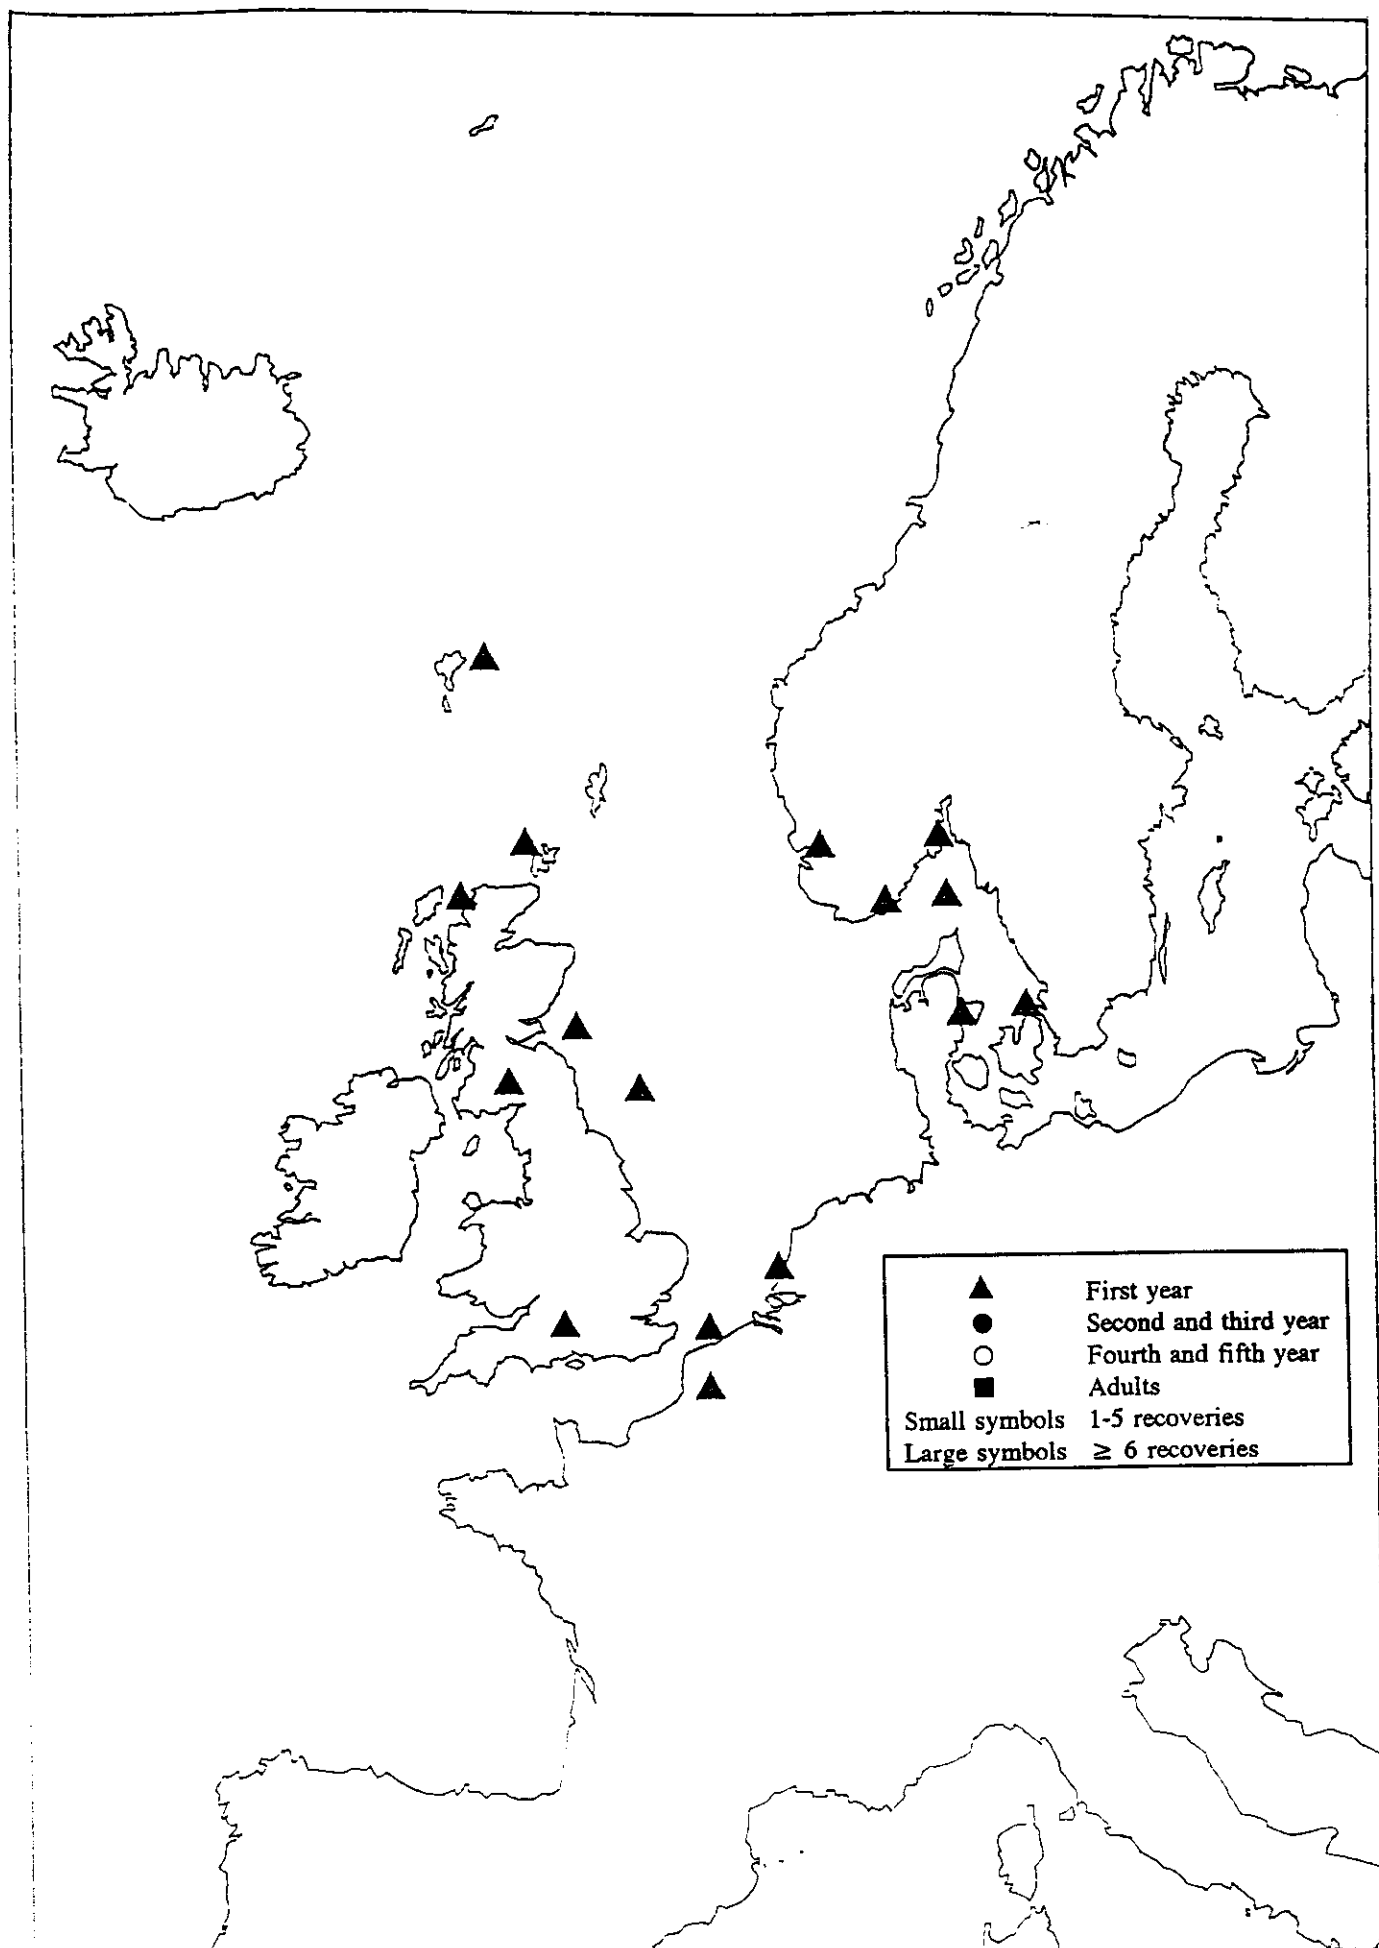 First year
Second and third year
Fourth and fifth year
Adults
Small symbols 1-5 recoveries
Large symbols ≥ 6 recoveries